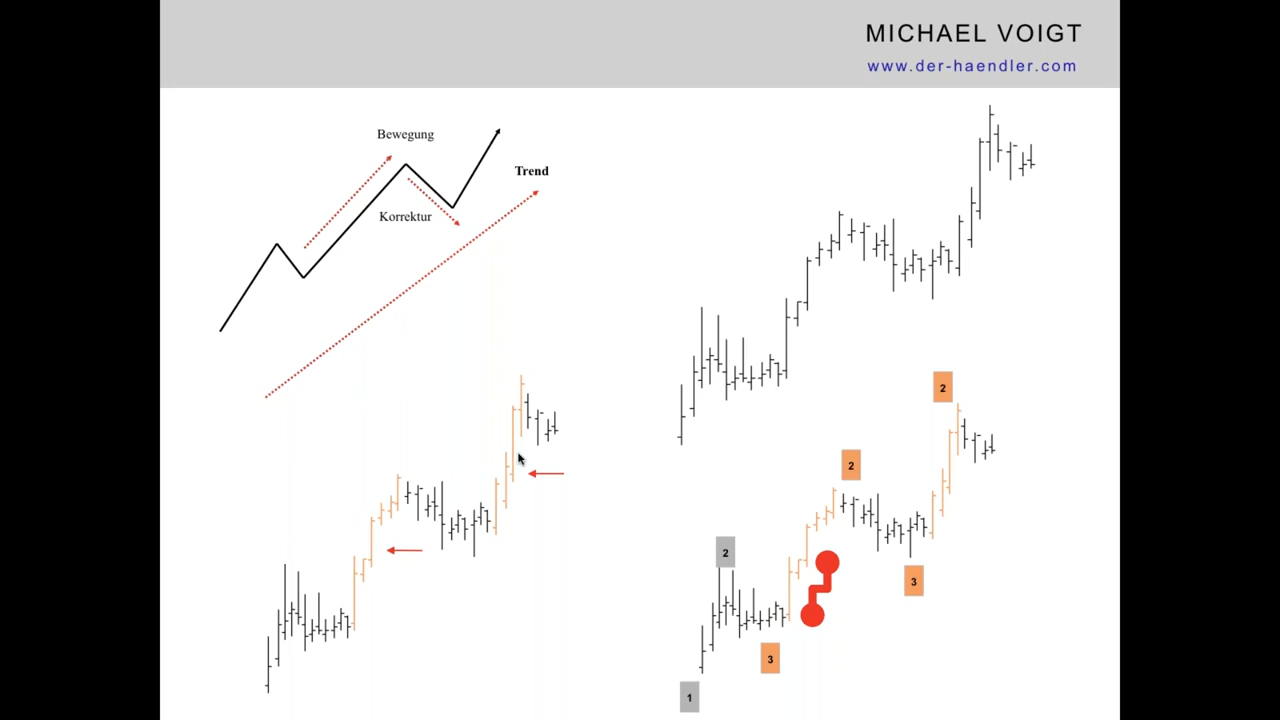 MICHAEL VOIGT
www.der-haendler.com
Bewegung
Trend
Korrektur
2
2
2
3
3
1